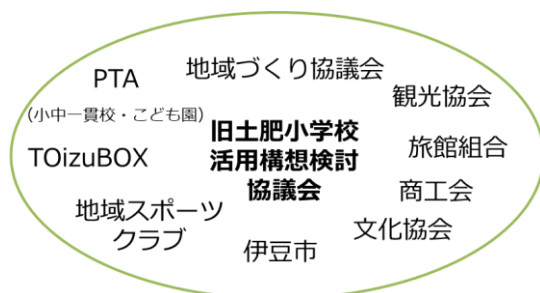 PTA
(小中一貫校・こども園)
地域づくり協議会
観光協会
TOizuBOX
旧土肥小学校
活用構想検討
協議会
旅館組合
商工会
地域スポーツ
クラブ
伊豆市
文化協会